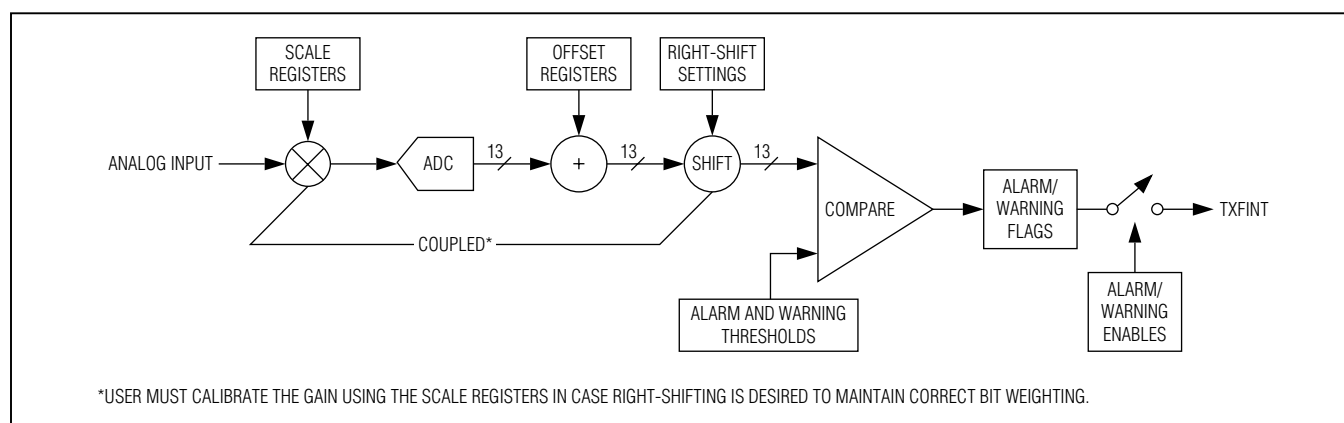 SCALE
REGISTERS
OFFSET
REGISTERS
RIGHT-SHIFT
SETTINGS
ANALOG INPUT
ADC
13
+
13
SHIFT
13
COMPARE
ALARM/
WARNING
FLAGS
TXFINT
COUPLED*
ALARM AND WARNING
THRESHOLDS
ALARM/
WARNING
ENABLES
*USER MUST CALIBRATE THE GAIN USING THE SCALE REGISTERS IN CASE RIGHT-SHIFTING IS DESIRED TO MAINTAIN CORRECT BIT WEIGHTING.